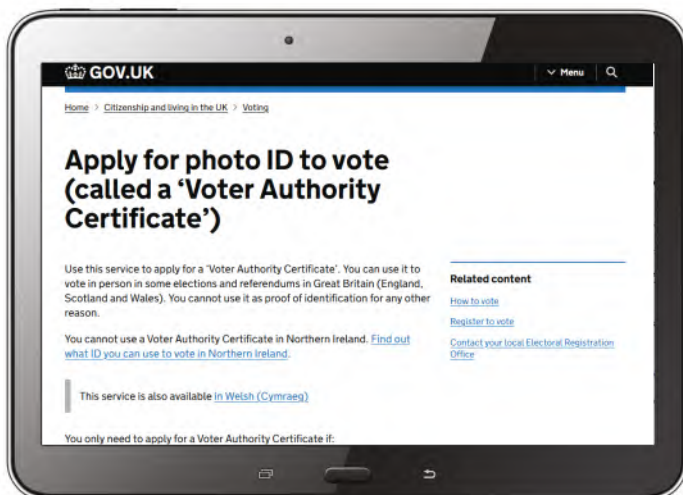 GOV.UK
Menu
Home > Citizenship and living in the UK > Voting
Apply for photo ID to vote
(called a ‘Voter Authority
Certificate’)
Use this service to apply for a ‘Voter Authority Certificate’. You can use it to
vote in person in some elections and referendums in Great Britain (England,
Scotland and Wales). You cannot use it as proof of identification for any other
reason.
You cannot use a Voter Authority Certificate in Northern Ireland. Find out
what ID you can use to vote in Northern Ireland.
This service is also available in Welsh (Cymraeg)
You only need to apply for a Voter Authority Certificate if:
Related content
How to vote
Register to vote
Contact your local Electoral Registration
Office